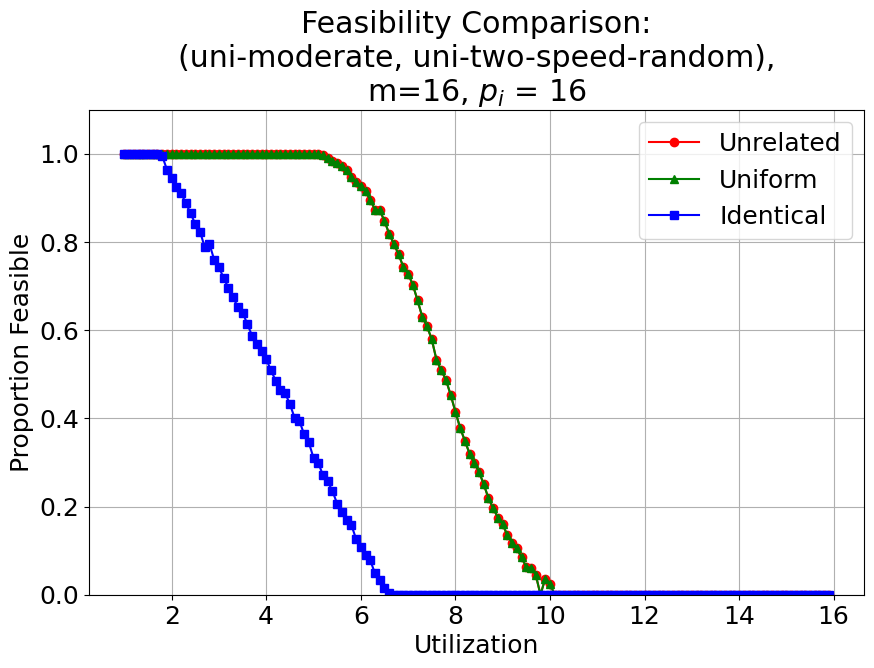 Feasibility Comparison:
(uni-moderate, uni-two-speed-random),
m=16, $p_i$ = 16
Unrelated
Uniform
Identical
Proportion Feasible
1.0
0.8
0.6
0.4
0.2
0.0
2 4 6 8 10 12 14 16
Utilization